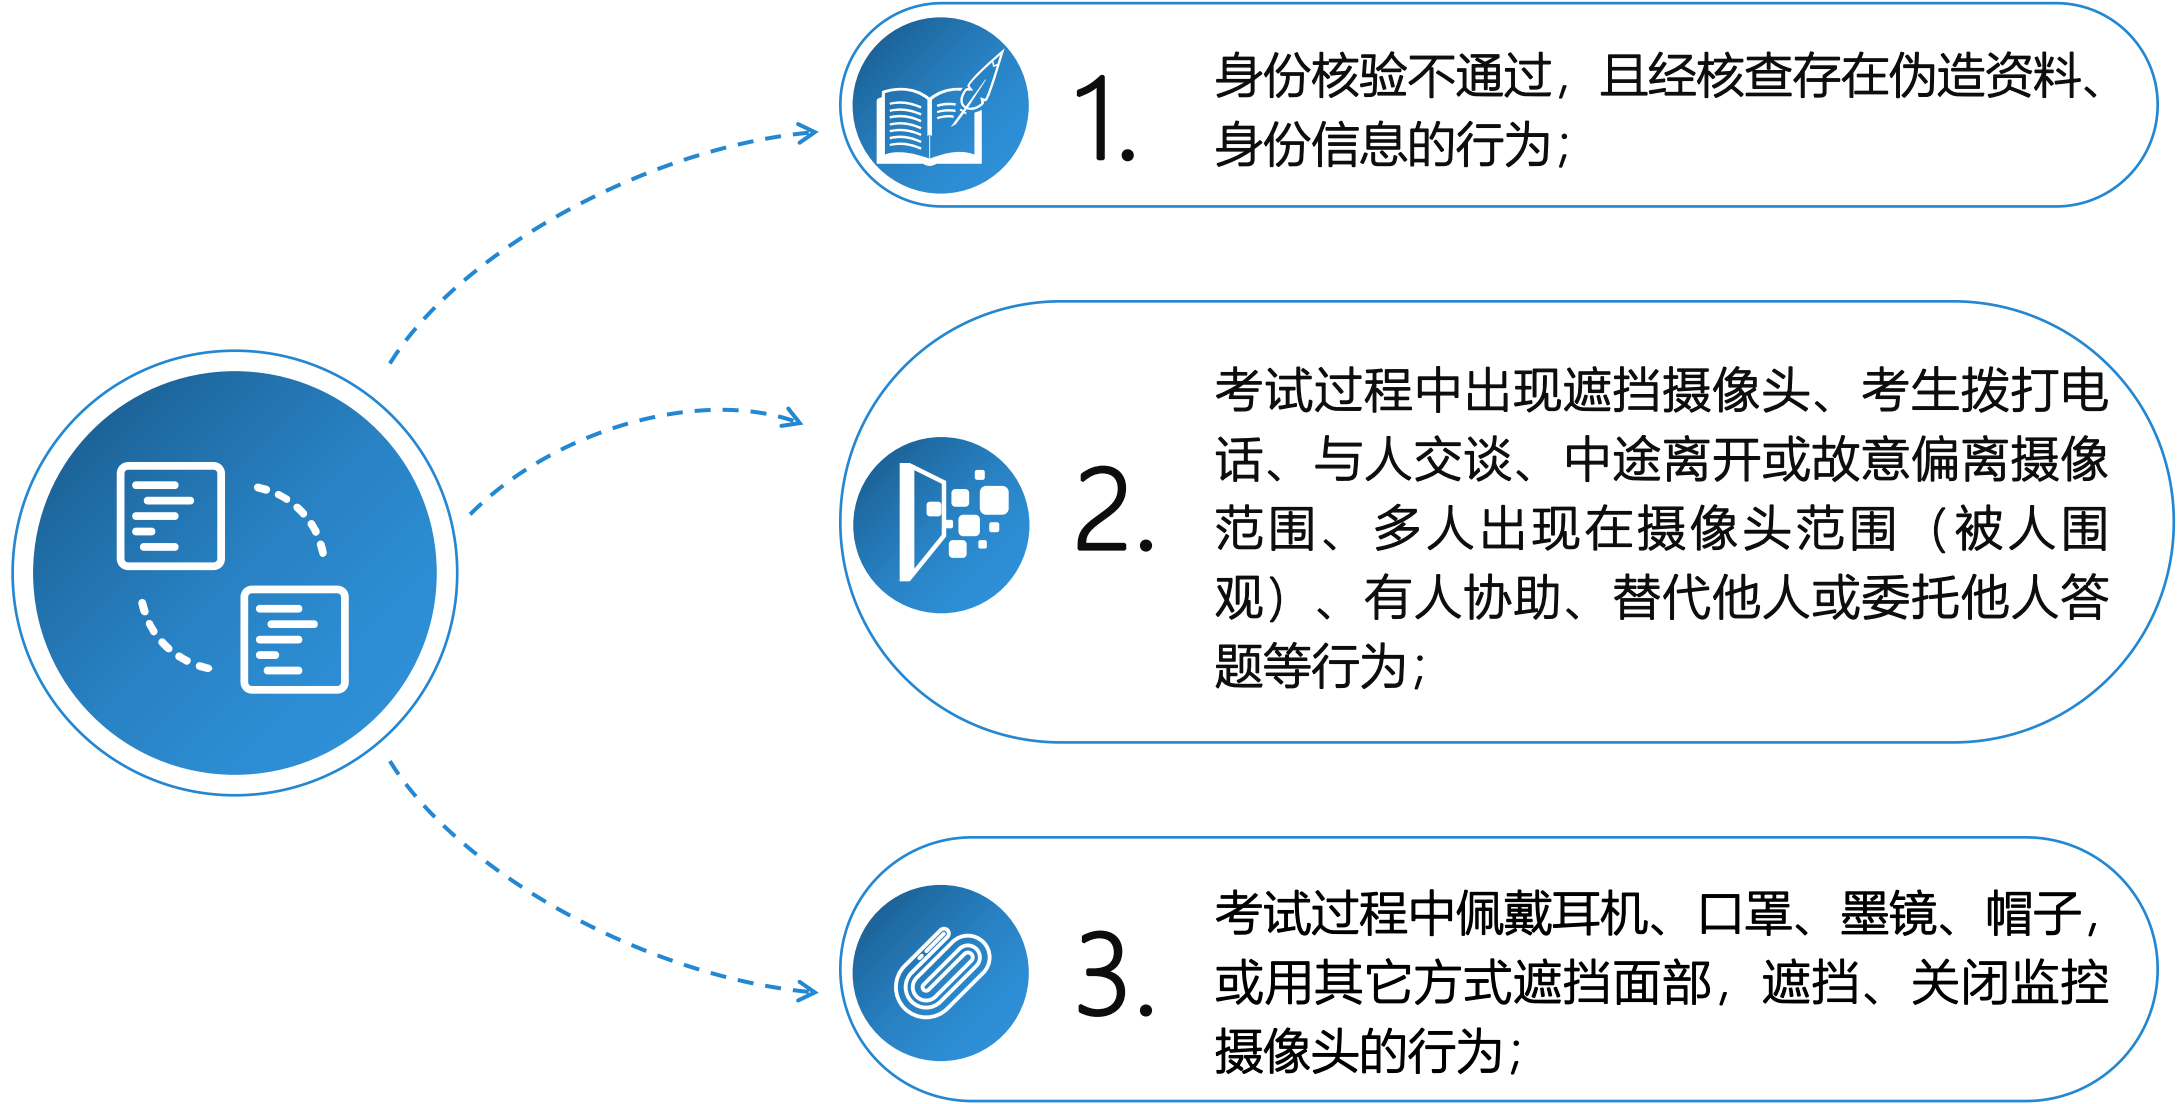 1.
身份核验不通过，且经核查存在伪造资料、
身份信息的行为；
2.
考试过程中出现遮挡摄像头、考生拨打电
话、与人交谈、中途离开或故意偏离摄像
范围、多人出现在摄像头范围（被人围
观）、有人协助、替代他人或委托他人答
题等行为；
3.
考试过程中佩戴耳机、口罩、墨镜、帽子，
或用其它方式遮挡面部，遮挡、关闭监控
摄像头的行为；